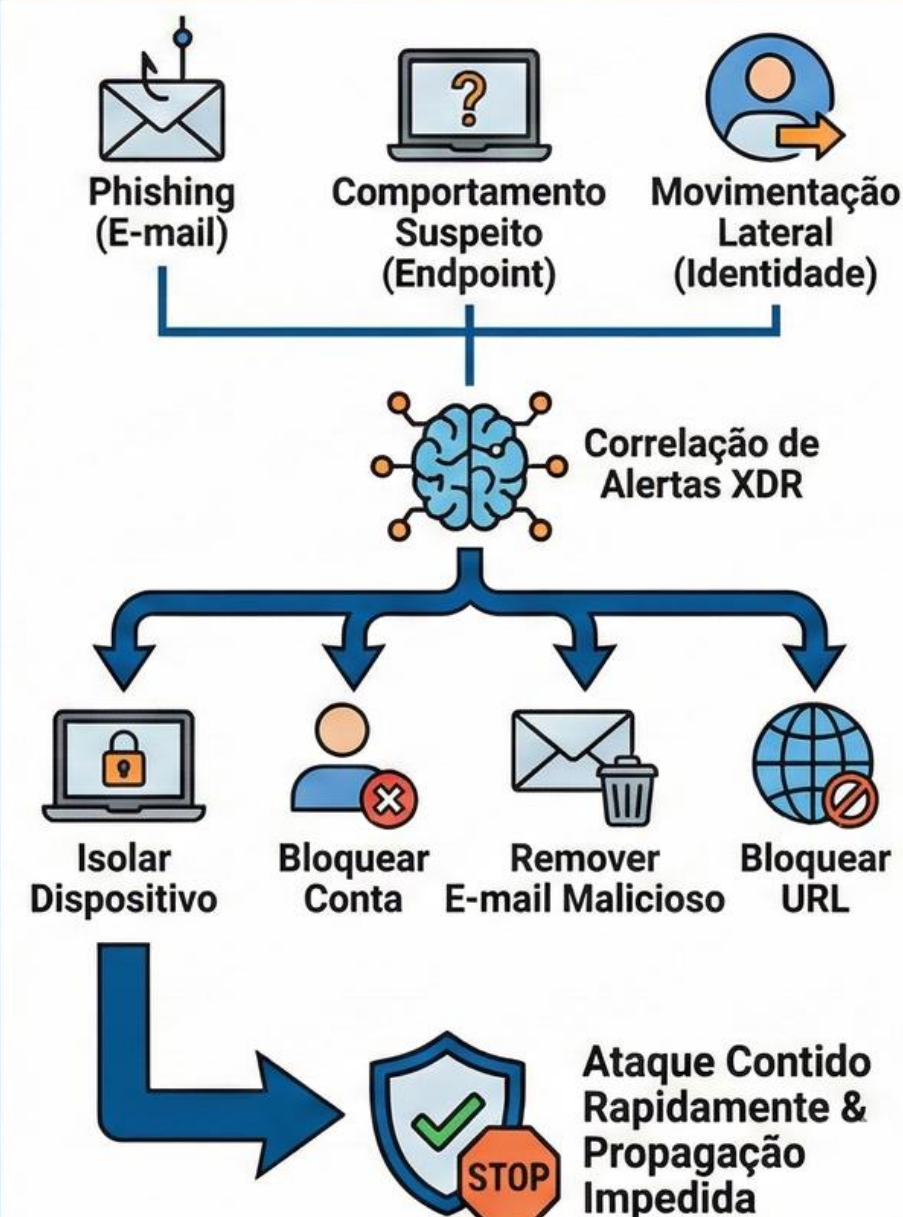 Phishing
(E-mail)
Comportamento
Suspeito
(Endpoint)
Movimentação
Lateral
(Identidade)
Correlação de
Alertas XDR
Isolar
Dispositivo
Bloquear
Conta
Remover
E-mail Malicioso
Bloquear
URL
STOP
Ataque Contido
Rapidamente &
Propagação
Impedida